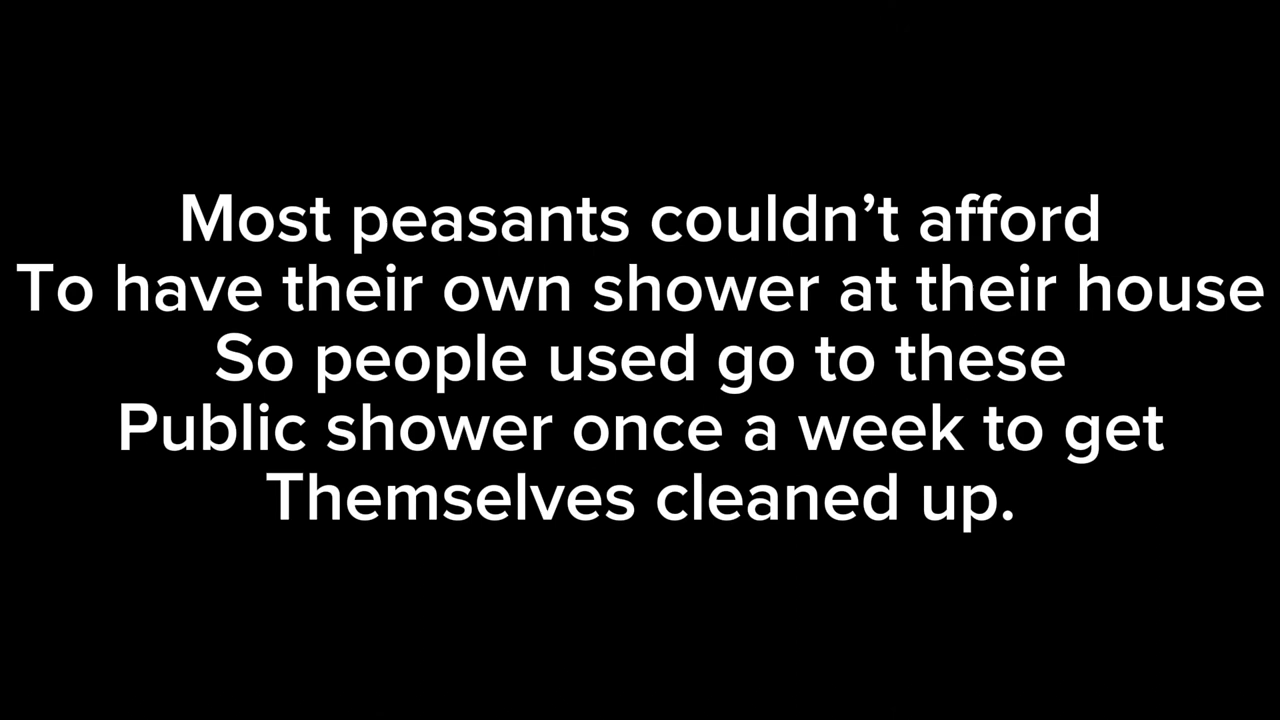 Most peasants couldn’t afford
To have their own shower at their house
So people used go to these
Public shower once a week to get
Themselves cleaned up.